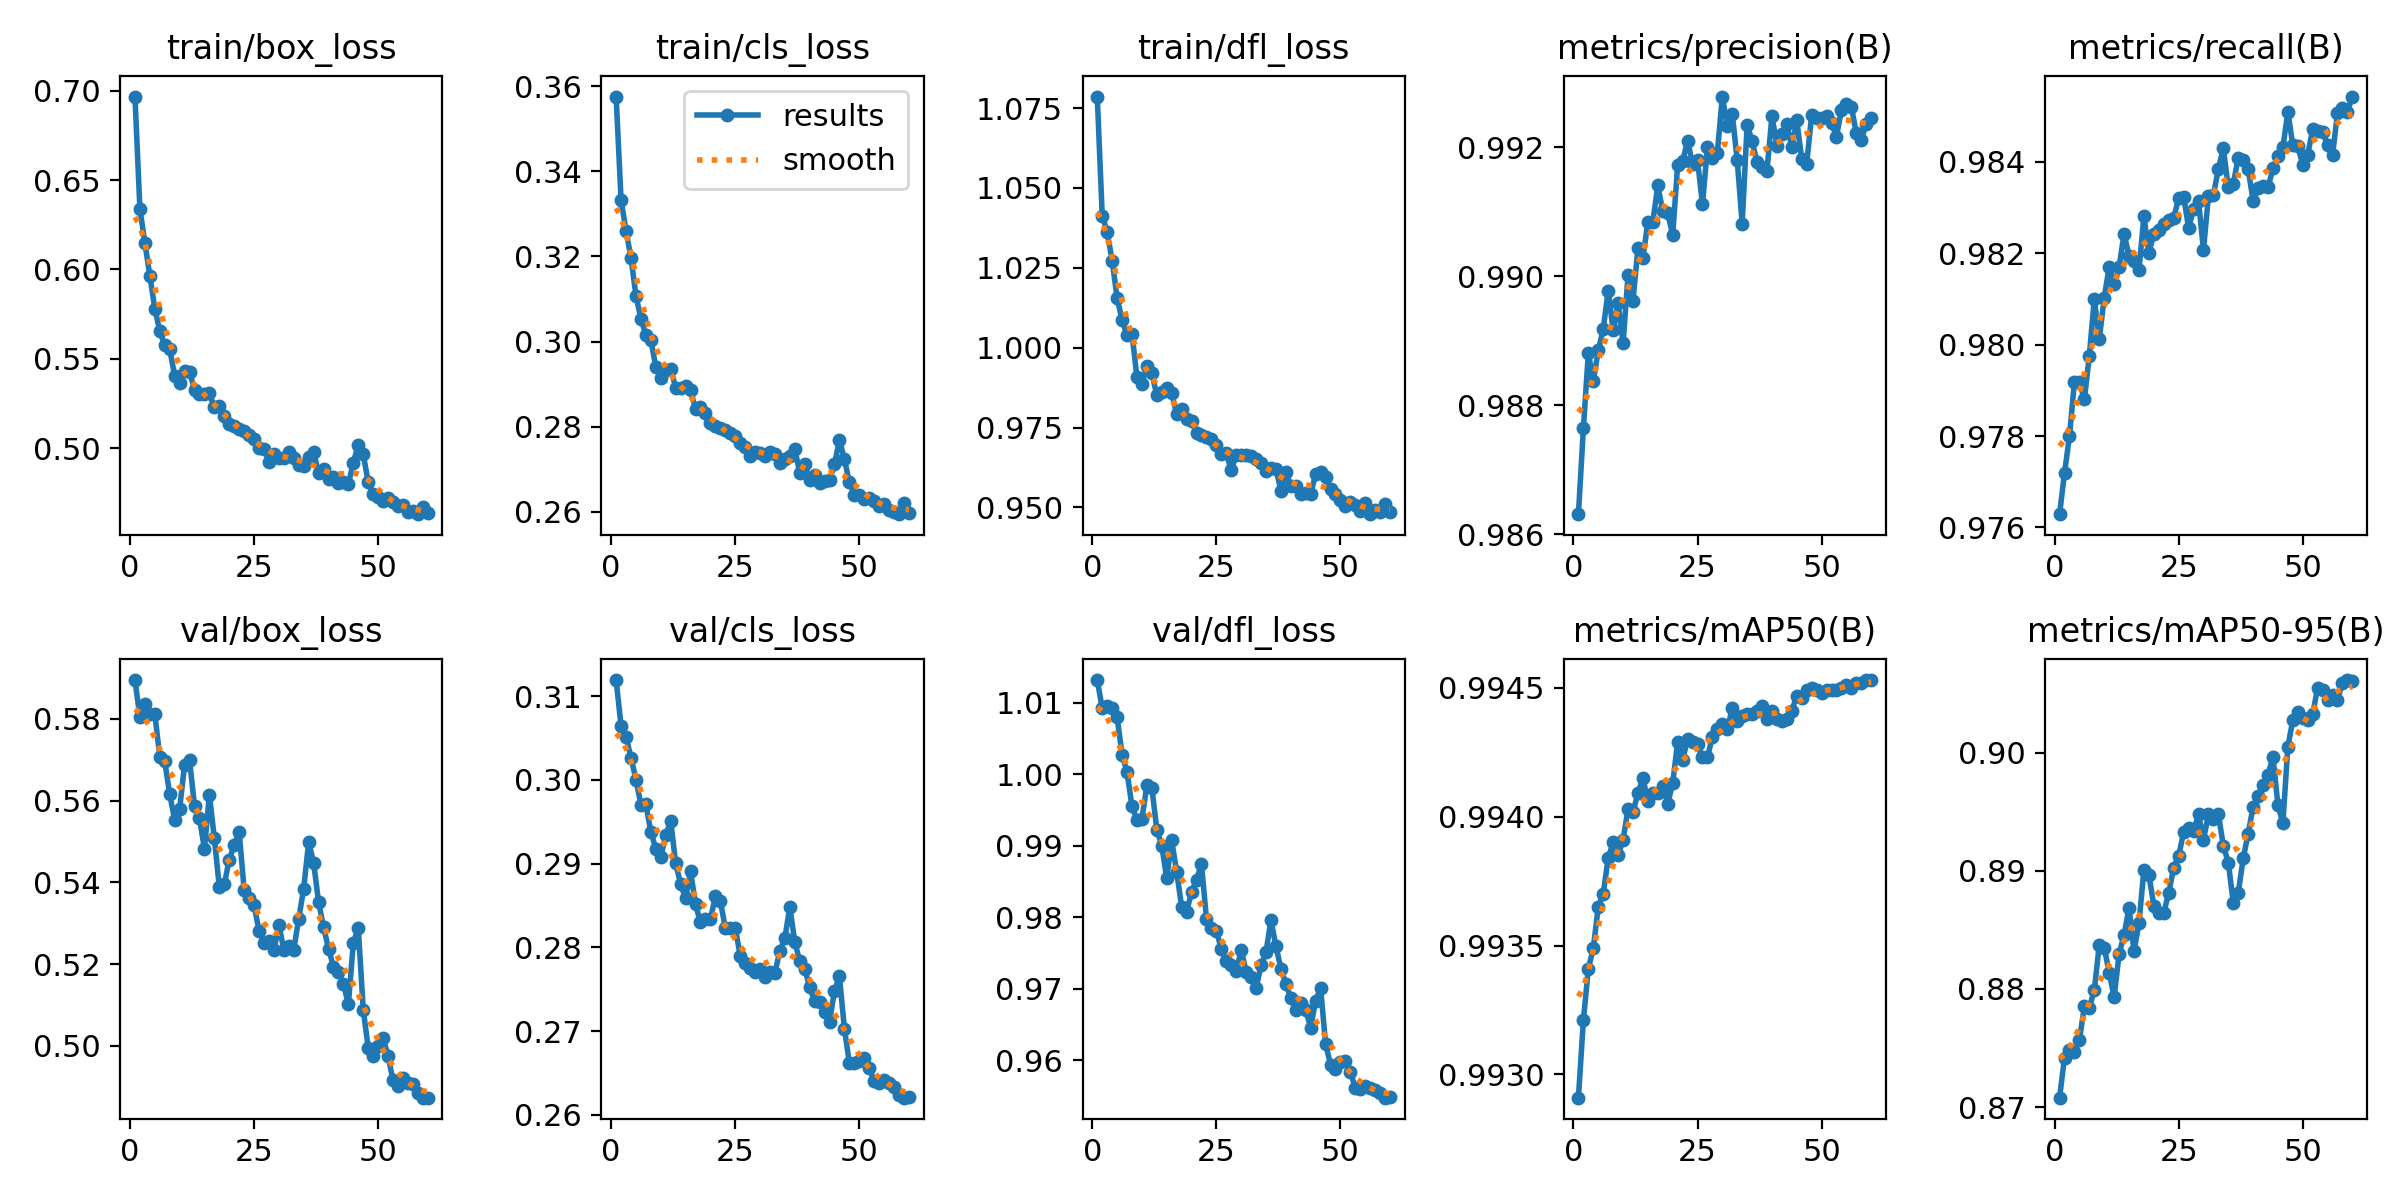 train/box_loss
0.70
0.65
0.60
0.55
0.50
0 25 50
train/cls_loss
results
smooth
0.36
0.34
0.32
0.30
0.28
0.26
0 25 50
train/dfl_loss
1.075
1.050
1.025
1.000
0.975
0.950
0 25 50
metrics/precision(B)
0.992
0.990
0.988
0.986
0 25 50
metrics/recall(B)
0.984
0.982
0.980
0.978
0.976
0 25 50
val/box_loss
0.58
0.56
0.54
0.52
0.50
0 25 50
val/cls_loss
0.31
0.30
0.29
0.28
0.27
0.26
0 25 50
val/dfl_loss
1.01
1.00
0.99
0.98
0.97
0.96
0 25 50
metrics/mAP50(B)
0.9945
0.9940
0.9935
0.9930
0 25 50
metrics/mAP50-95(B)
0.90
0.89
0.88
0.87
0 25 50